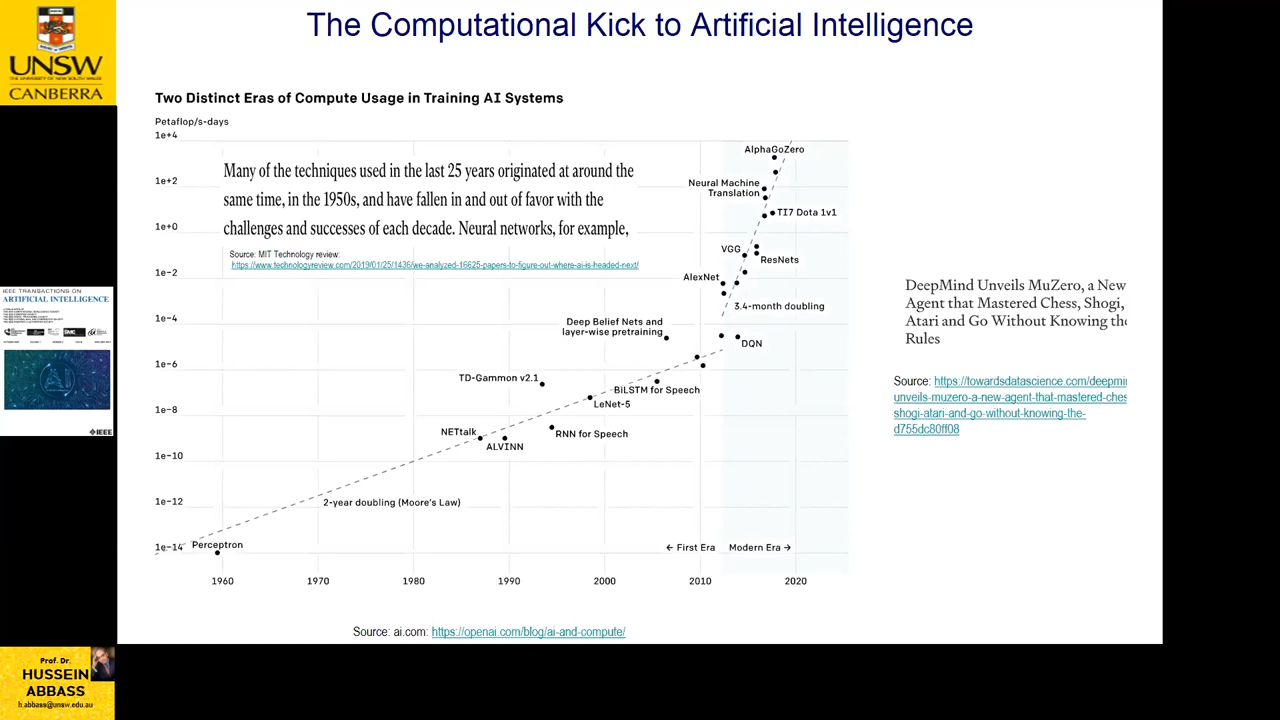 The Computational Kick to Artificial Intelligence
UNSW
CANBERRA
Two Distinct Eras of Compute Usage in Training AI Systems
Petaflop/s-days
1e+4
1e+2
1e+0
1e-2
1e-4
1e-6
1e-8
1e-10
1e-12
1e-14
Many of the techniques used in the last 25 years originated at around the
same time, in the 1950s, and have fallen in and out of favor with the
challenges and successes of each decade. Neural networks, for example,
Source: MIT Technology review:
https://www.technologyreview.com/2019/01/25/1436/we-analyzed-16625-papers-to-figure-out-where-ai-is-headed-next/
AlphaGoZero
Neural Machine
Translation
TI7 Dota 1v1
VGG
ResNets
AlexNet
3.4-month doubling
Deep Belief Nets and
layer-wise pretraining
DQN
TD-Gammon v2.1
BiLSTM for Speech
LeNet-5
NETtalk
RNN for Speech
ALVINN
2-year doubling (Moore's Law)
Perceptron
← First Era
Modern Era →
1960
1970
1980
1990
2000
2010
2020
Source: ai.com: https://openai.com/blog/ai-and-compute/
DeepMind Unveils MuZero, a New
Agent that Mastered Chess, Shogi,
Atari and Go Without Knowing the
Rules
Source: https://towardsdatascience.com/deepmin
unveils-muzero-a-new-agent-that-mastered-ches
shogi-atari-and-go-without-knowing-the-
d755dc80ff08
IEEE TRANSACTIONS ON
ARTIFICIAL INTELLIGENCE
AI
IEEE
Prof. Dr.
HUSSEIN
ABBASS
h.abbass@unsw.edu.au